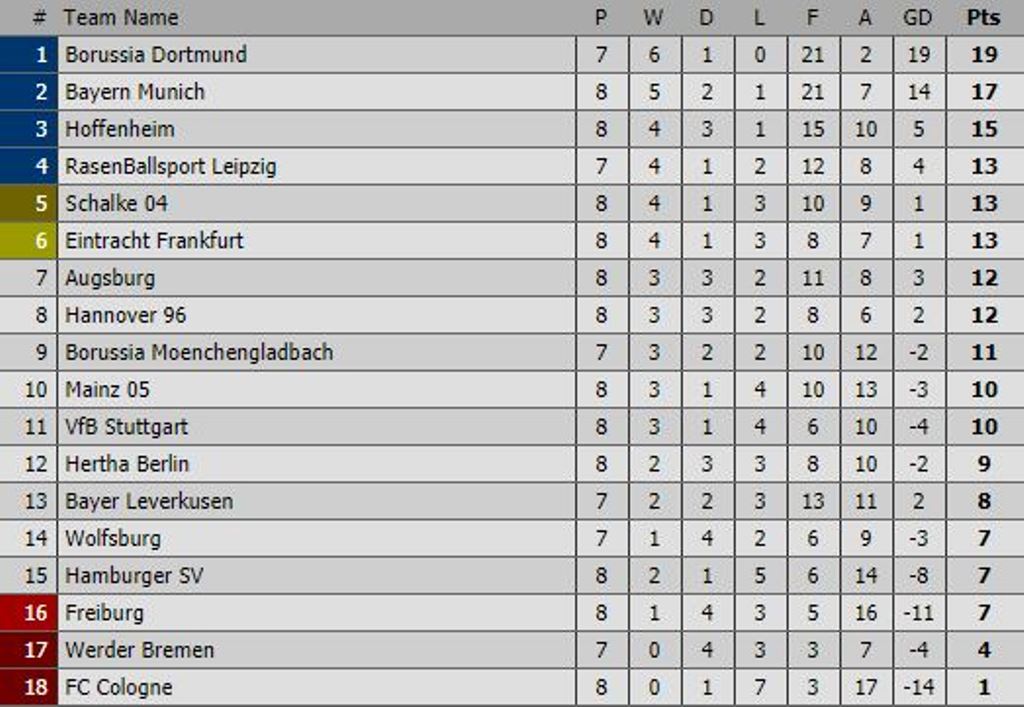 # Team Name P W D L F A GD Pts
1 Borussia Dortmund 7 6 1 0 21 2 19 19
2 Bayern Munich 8 5 2 1 21 7 14 17
3 Hoffenheim 8 4 3 1 15 10 5 15
4 RasenBallsport Leipzig 7 4 1 2 12 8 4 13
5 Schalke 04 8 4 1 3 10 9 1 13
6 Eintracht Frankfurt 8 4 1 3 8 7 1 13
7 Augsburg 8 3 3 2 11 8 3 12
8 Hannover 96 8 3 3 2 8 6 2 12
9 Borussia Moenchengladbach 7 3 2 2 10 12 -2 11
10 Mainz 05 8 3 1 4 10 13 -3 10
11 VfB Stuttgart 8 3 1 4 6 10 -4 10
12 Hertha Berlin 8 2 3 3 8 10 -2 9
13 Bayer Leverkusen 7 2 2 3 13 11 2 8
14 Wolfsburg 7 1 4 2 6 9 -3 7
15 Hamburger SV 8 2 1 5 6 14 -8 7
16 Freiburg 8 1 4 3 5 16 -11 7
17 Werder Bremen 7 0 4 3 3 7 -4 4
18 FC Cologne 8 0 1 7 3 17 -14 1